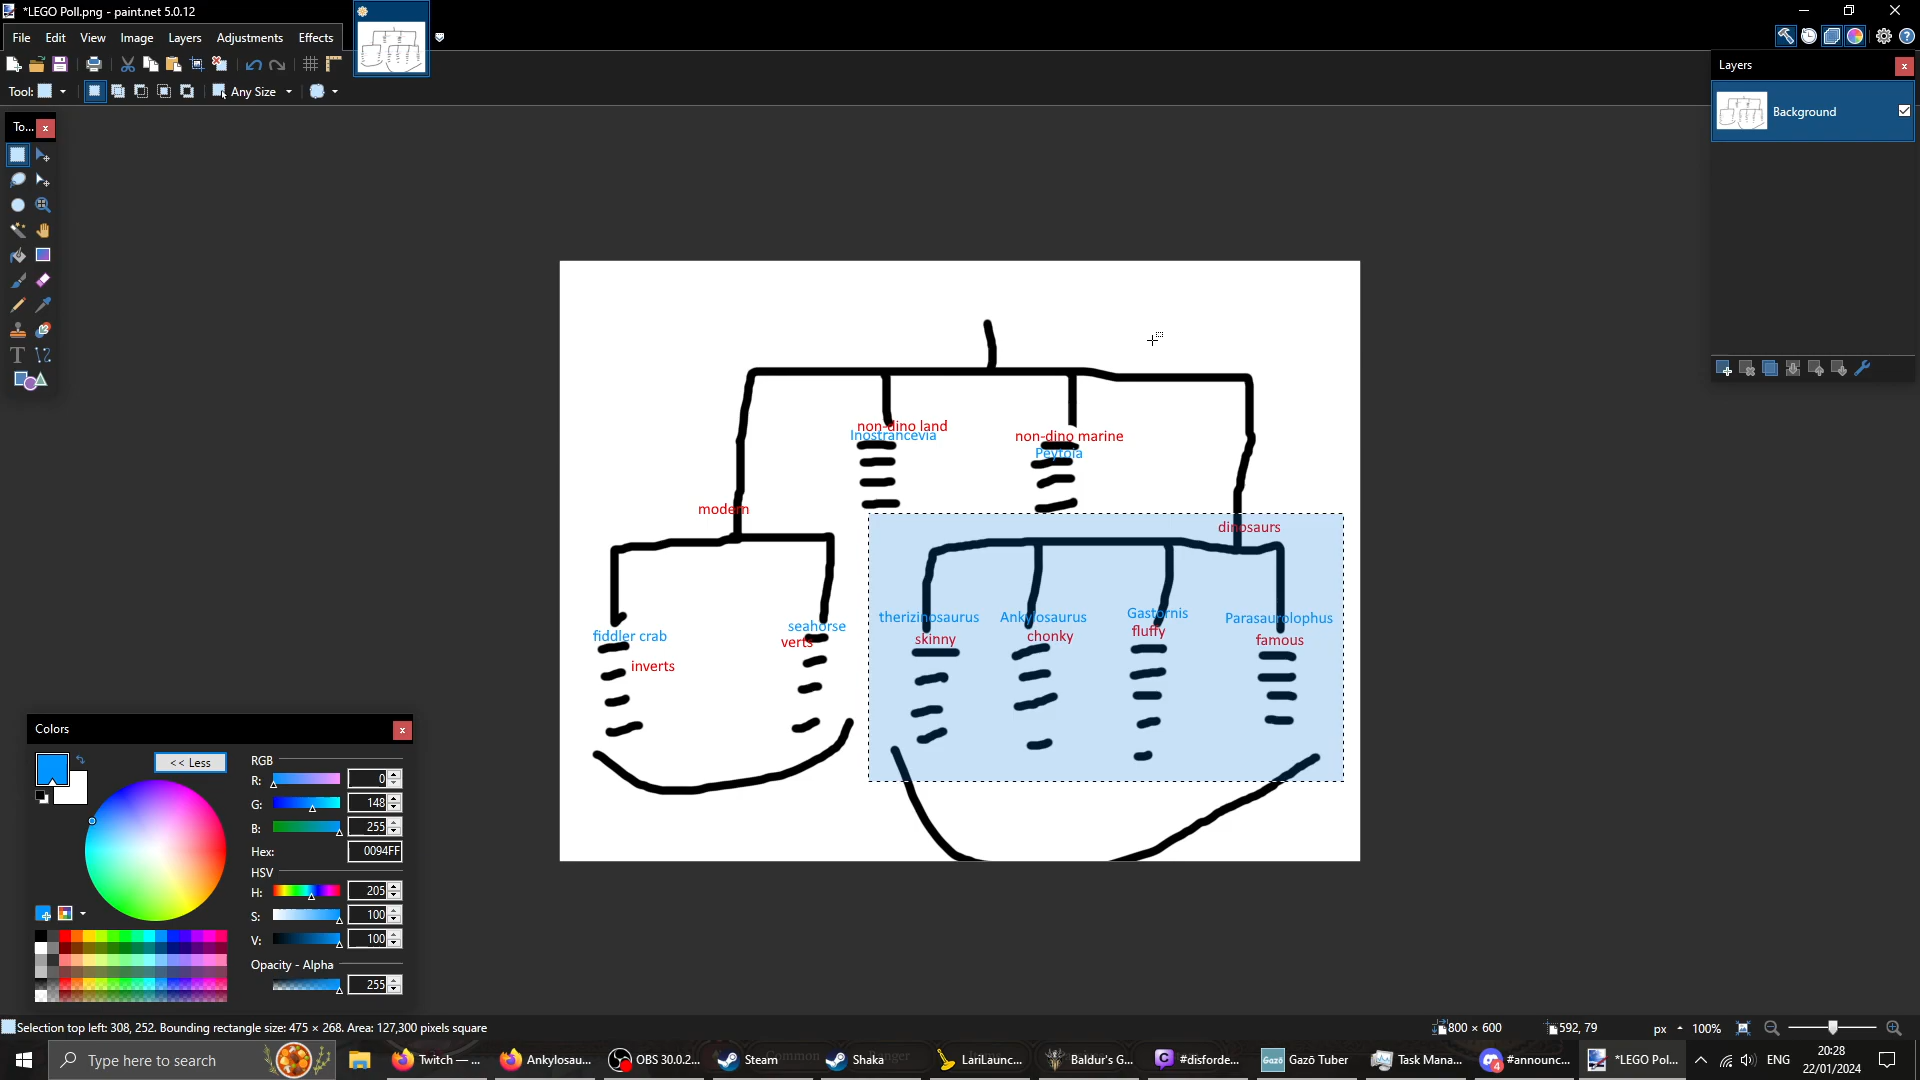 *LEGO Poll.png - paint.net 5.0.12
File Edit View Image Layers Adjustments Effects
Tool: Any Size
To...
Layers
Background
non-dino land
Inostrancevia
non-dino marine
Peytoia
modern
dinosaurs
therizinosaurus Ankylosaurus Gastornis Parasaurolophus
skinny chonky fluffy famous
fiddler crab seahorse
verts
inverts
Colors
<< Less
RGB
R: 0
G: 148
B: 255
Hex: 0094FF
HSV
H: 205
S: 100
V: 100
Opacity - Alpha
255
Selection top left: 308, 252. Bounding rectangle size: 475 × 268. Area: 127,300 pixels square
800 × 600 592, 79 px 100%
Type here to search
Twitch — ... Ankylosau... OBS 30.0.2... Steam Shaka LariLaunc... Baldur's G... #disforde... Gazō Tuber Task Mana... #announc... *LEGO Pol...
ENG
20:28
22/01/2024